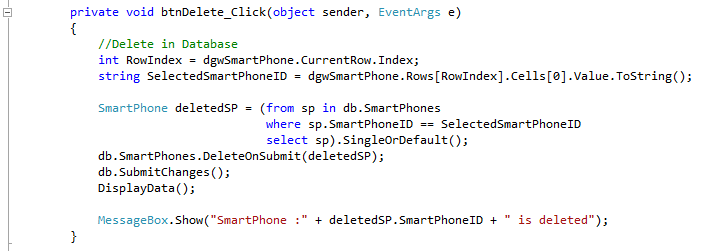 private void btnDelete_Click(object sender, EventArgs e)
{
//Delete in Database
int RowIndex = dgwSmartPhone.CurrentRow.Index;
string SelectedSmartPhoneID = dgwSmartPhone.Rows[RowIndex].Cells[0].Value.ToString();
SmartPhone deletedSP = (from sp in db.SmartPhones
where sp.SmartPhoneID == SelectedSmartPhoneID
select sp).SingleOrDefault();
db.SmartPhones.DeleteOnSubmit(deletedSP);
db.SubmitChanges();
DisplayData();
MessageBox.Show("SmartPhone :" + deletedSP.SmartPhoneID + " is deleted");
}